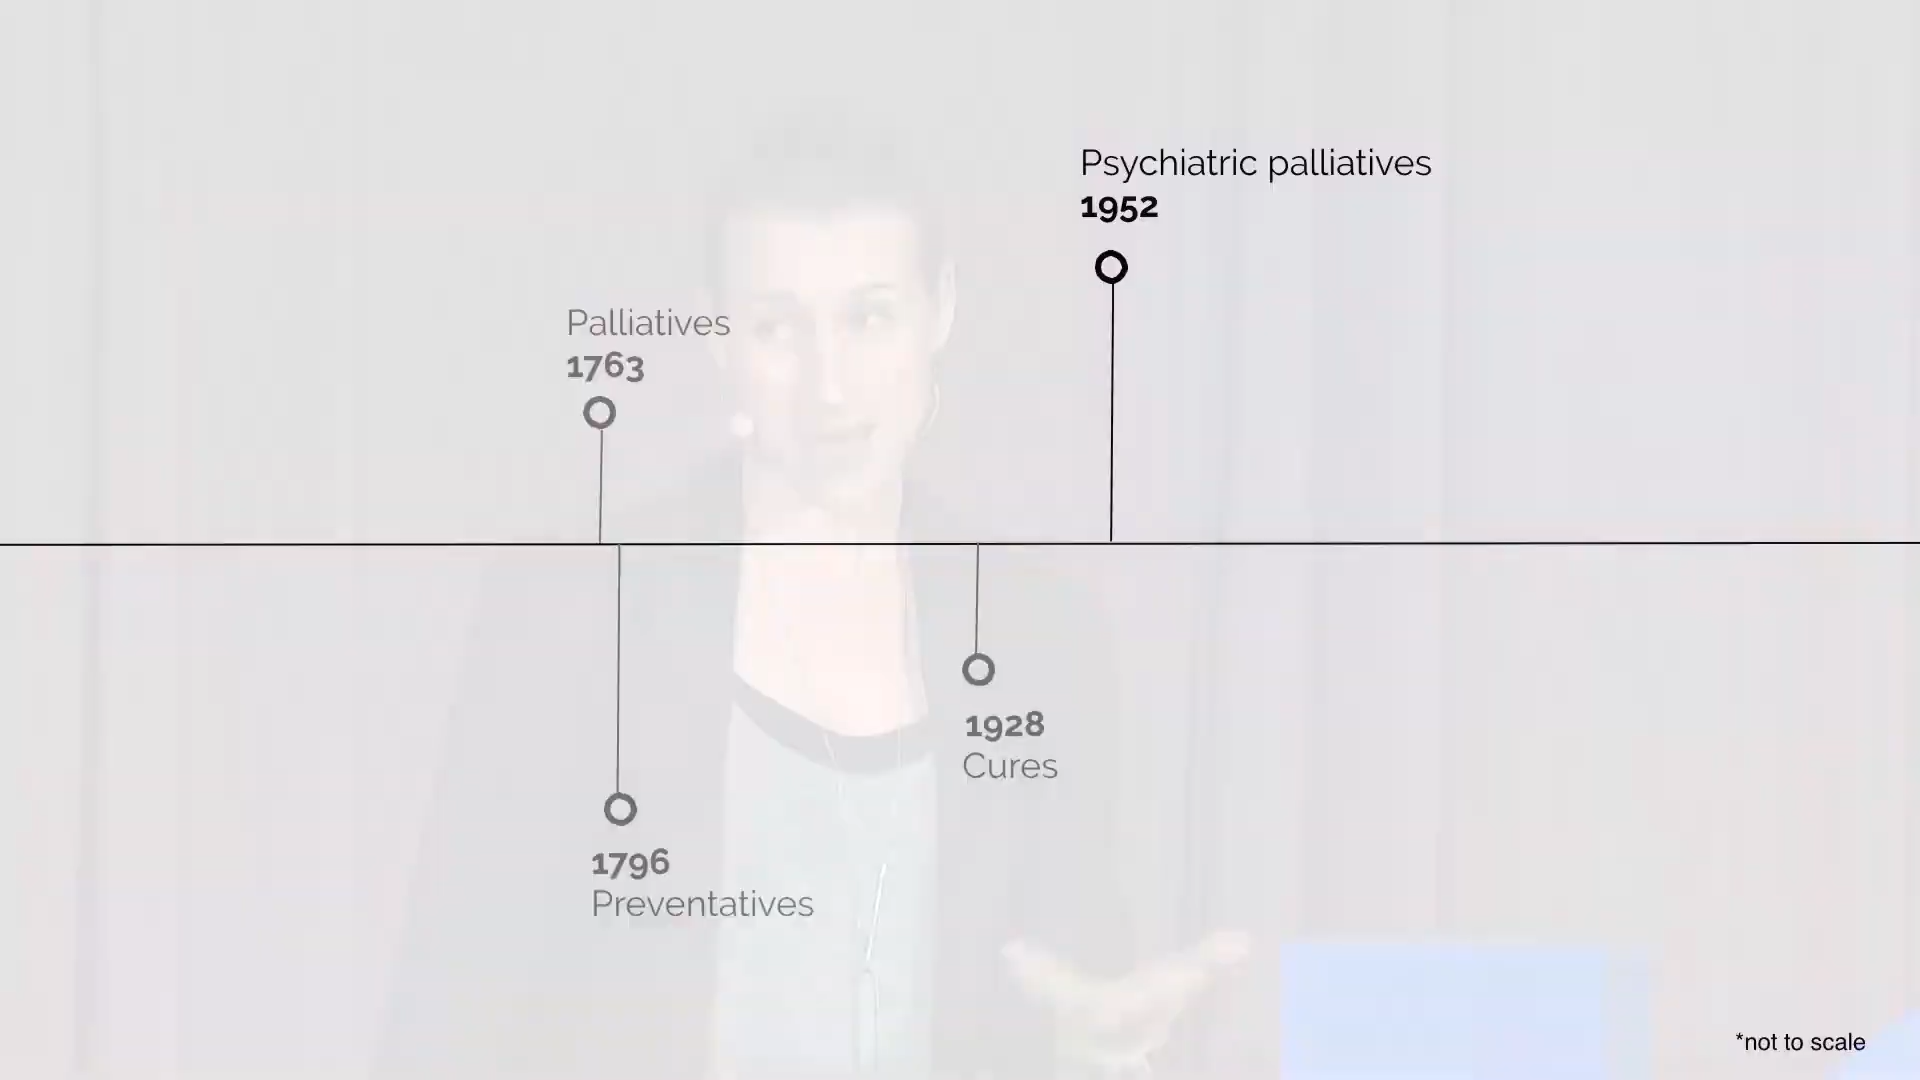 Psychiatric palliatives
1952
Palliatives
1763
1928
Cures
1796
Preventatives
*not to scale